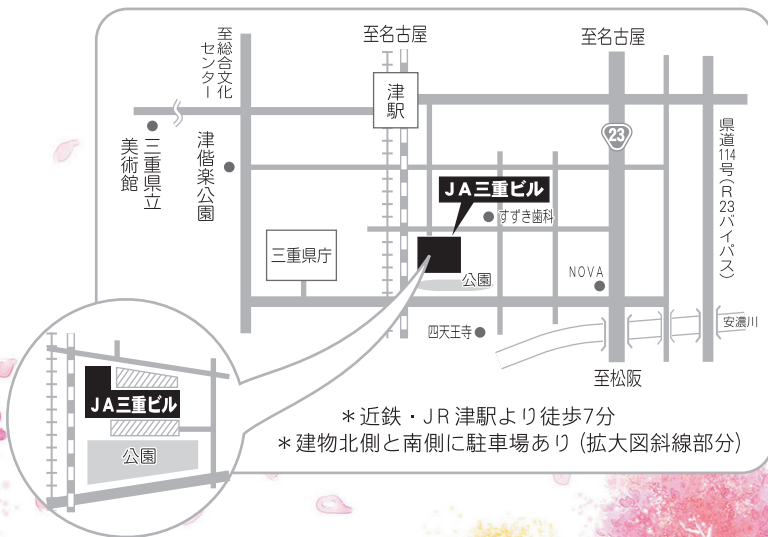 至名古屋
至名古屋
至総合文化
センター
津駅
23
県道114号(R23バイパス)
三重県立
美術館
津偕楽公園
JA三重ビル
すずき歯科
三重県庁
公園
NOVA
四天王寺
安濃川
至松阪
JA三重ビル
公園
＊近鉄・JR津駅より徒歩7分
＊建物北側と南側に駐車場あり(拡大図斜線部分)